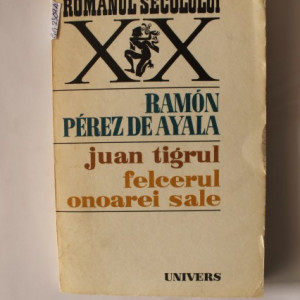 ROMANUL SECOLULUI
XX
RAMÓN
PÉREZ DE AYALA
juan tigrul
felcerul
onoarei sale
UNIVERS